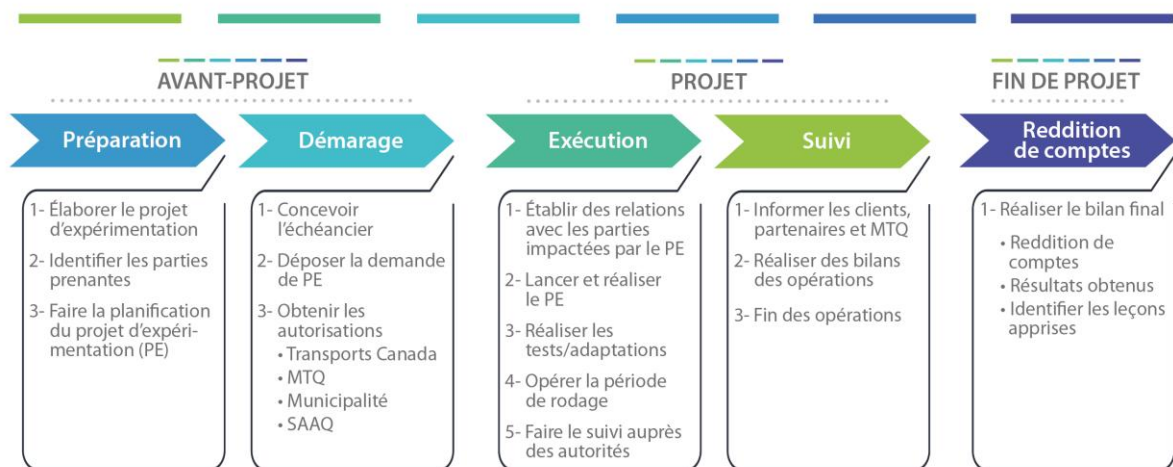 AVANT-PROJET
PROJET
FIN DE PROJET
Préparation
Démarage
Exécution
Suivi
Reddition
de comptes
1- Élaborer le projet
d'expérimentation
2- Identifier les parties
prenantes
3- Faire la planification
du projet d'expéri-
mentation (PE)
1- Concevoir
l'échéancier
2- Déposer la demande
de PE
3- Obtenir les
autorisations
• Transports Canada
• MTQ
• Municipalité
• SAAQ
1- Établir des relations
avec les parties
impactées par le PE
2- Lancer et réaliser
le PE
3- Réaliser les
tests/adaptations
4- Opérer la période
de rodage
5- Faire le suivi auprès
des autorités
1- Informer les clients,
partenaires et MTQ
2- Réaliser des bilans
des opérations
3- Fin des opérations
1- Réaliser le bilan final
• Reddition de
comptes
• Résultats obtenus
• Identifier les leçons
apprises